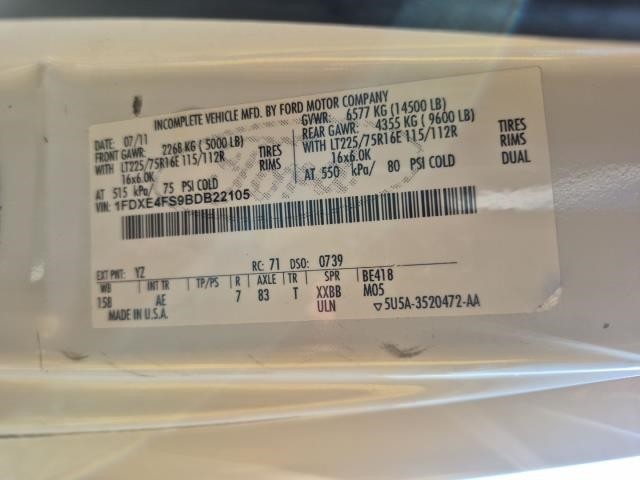 INCOMPLETE VEHICLE MFD. BY FORD MOTOR COMPANY
DATE: 07/11 GVWR: 6577 KG (14500 LB)
FRONT GAWR: 2268 KG (5000 LB) REAR GAWR: 4355 KG (9600 LB)
WITH LT225/75R16E 115/112R TIRES WITH LT225/75R16E 115/112R TIRES
16x6.0K RIMS 16x6.0K RIMS
AT 515 kPa/ 75 PSI COLD AT 550 kPa/ 80 PSI COLD DUAL
VIN: 1FDXE4FS9BDB22105
EXT PNT: YZ RC: 71 DSO: 0739
WB INT TR TP/PS R AXLE TR SPR BE418
158 AE 7 83 T XXBB M05
MADE IN U.S.A. ULN ▽5U5A-3520472-AA